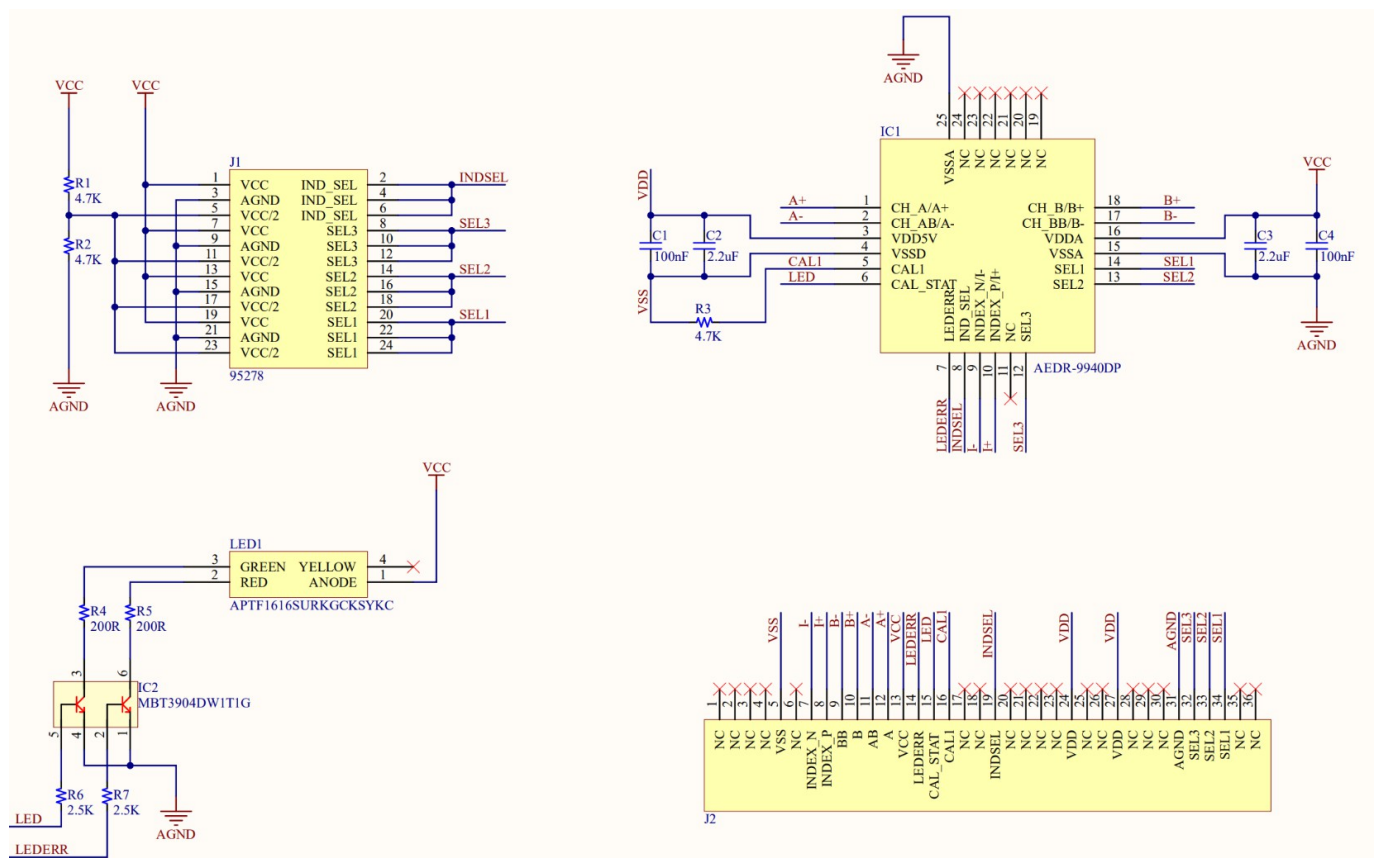 VCC
VCC
R1
4.7K
R2
4.7K
AGND
AGND
J1
1 VCC IND_SEL 2 INDSEL
3 AGND IND_SEL 4
5 VCC/2 IND_SEL 6
7 VCC SEL3 8 SEL3
9 AGND SEL3 10
11 VCC/2 SEL3 12
13 VCC SEL2 14 SEL2
15 AGND SEL2 16
17 VCC/2 SEL2 18
19 VCC SEL1 20 SEL1
21 AGND SEL1 22
23 VCC/2 SEL1 24
95278
AGND
IC1
25 VSSA
24 NC
23 NC
22 NC
21 NC
20 NC
19 NC
A+ 1 CH_A/A+
A- 2 CH_AB/A-
3 VDD5V
4 VSSD
CAL1 5 CAL1
LED 6 CAL_STAT
CH_B/B+ 18 B+
CH_BB/B- 17 B-
VDDA 16
VSSA 15
SEL1 14 SEL1
SEL2 13 SEL2
LEDERR 7 LEDERR
IND_SEL 8 INDSEL
INDEX_N/I- 9 I-
INDEX_P/I+ 10 I+
NC 11
SEL3 12 SEL3
AEDR-9940DP
VDD
C1
100nF
C2
2.2uF
VSS
R3
4.7K
VCC
C3
2.2uF
C4
100nF
AGND
VCC
LED1
3 GREEN YELLOW 4
2 RED ANODE 1
APTF1616SURKGCKSYKC
R4
200R
R5
200R
3
6
IC2
MBT3904DW1T1G
5
4
2
1
R6
2.5K
R7
2.5K
AGND
LED
LEDERR
1 NC
2 NC
3 NC
4 NC
VSS 5 VSS
6 NC
I- 7 INDEX_N
I+ 8 INDEX_P
B- 9 BB
B+ 10 B
A- 11 AB
A+ 12 A
VCC 13 VCC
LEDERR 14 LEDERR
LED 15 CAL_STAT
CAL1 16 CAL1
17 NC
18 NC
INDSEL 19 INDSEL
20 NC
21 NC
22 NC
23 NC
VDD 24 VDD
25 NC
26 NC
VDD 27 VDD
28 NC
29 NC
30 NC
AGND 31 AGND
SEL3 32 SEL3
SEL2 33 SEL2
SEL1 34 SEL1
35 NC
36 NC
J2